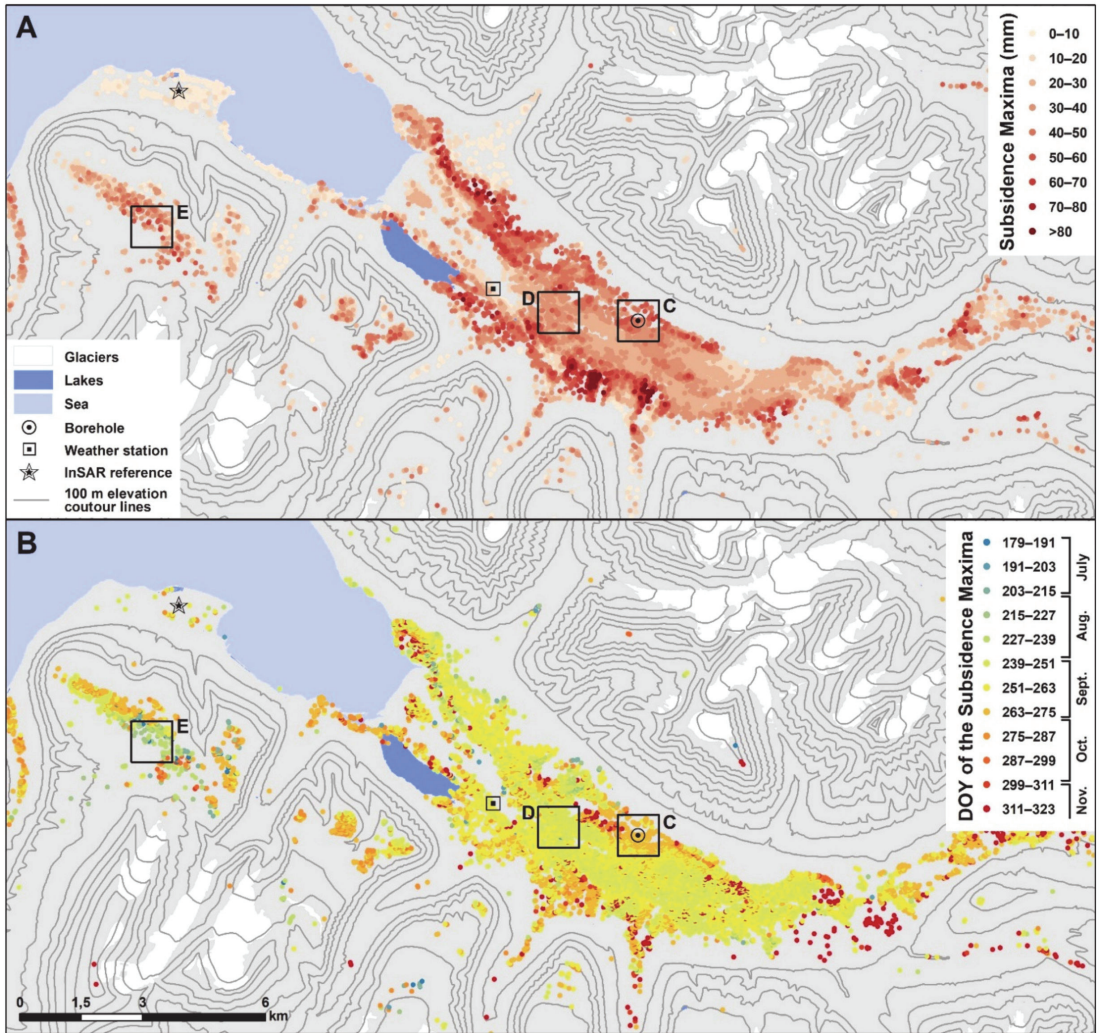 A
Subsidence Maxima (mm)
0–10
10–20
20–30
30–40
40–50
50–60
60–70
70–80
>80
E
D
C
Glaciers
Lakes
Sea
Borehole
Weather station
InSAR reference
100 m elevation
coutour lines
B
DOY of the Subsidence Maxima
179–191
191–203
203–215
215–227
227–239
239–251
251–263
263–275
275–287
287–299
299–311
311–323
July
Aug.
Sept.
Oct.
Nov.
E
D
C
0 1,5 3 6
km